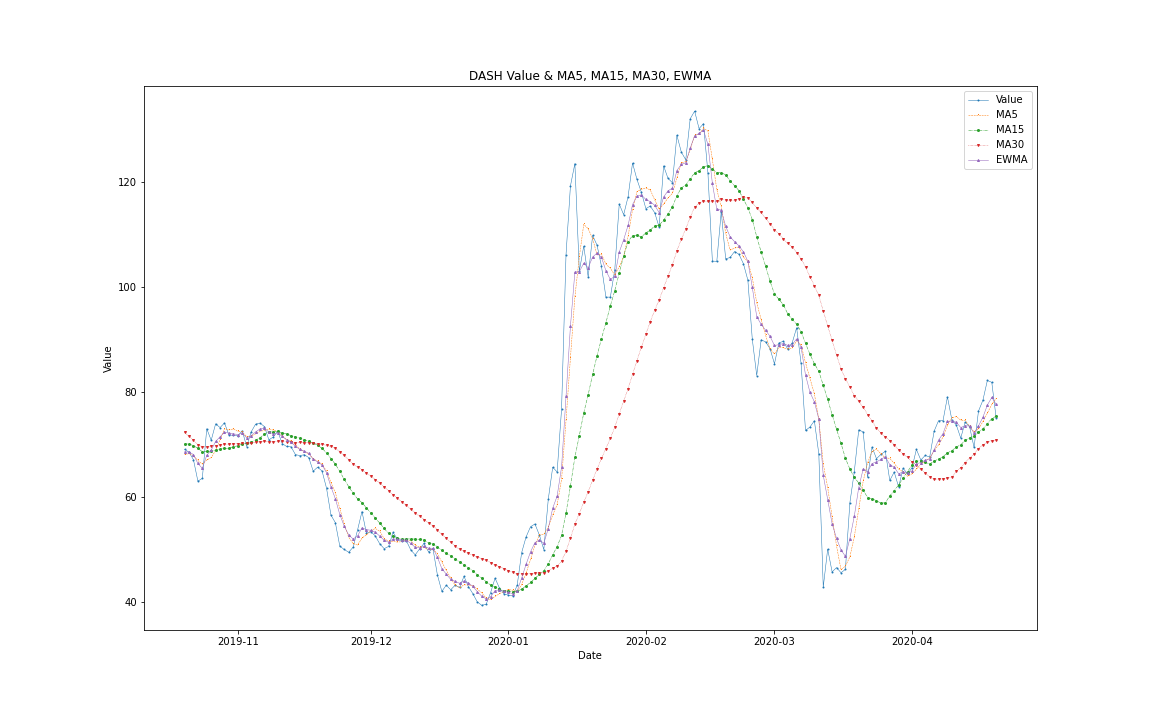 DASH Value & MA5, MA15, MA30, EWMA
Value
MA5
MA15
MA30
EWMA
120
100
80
60
40
Value
2019-11
2019-12
2020-01
2020-02
2020-03
2020-04
Date